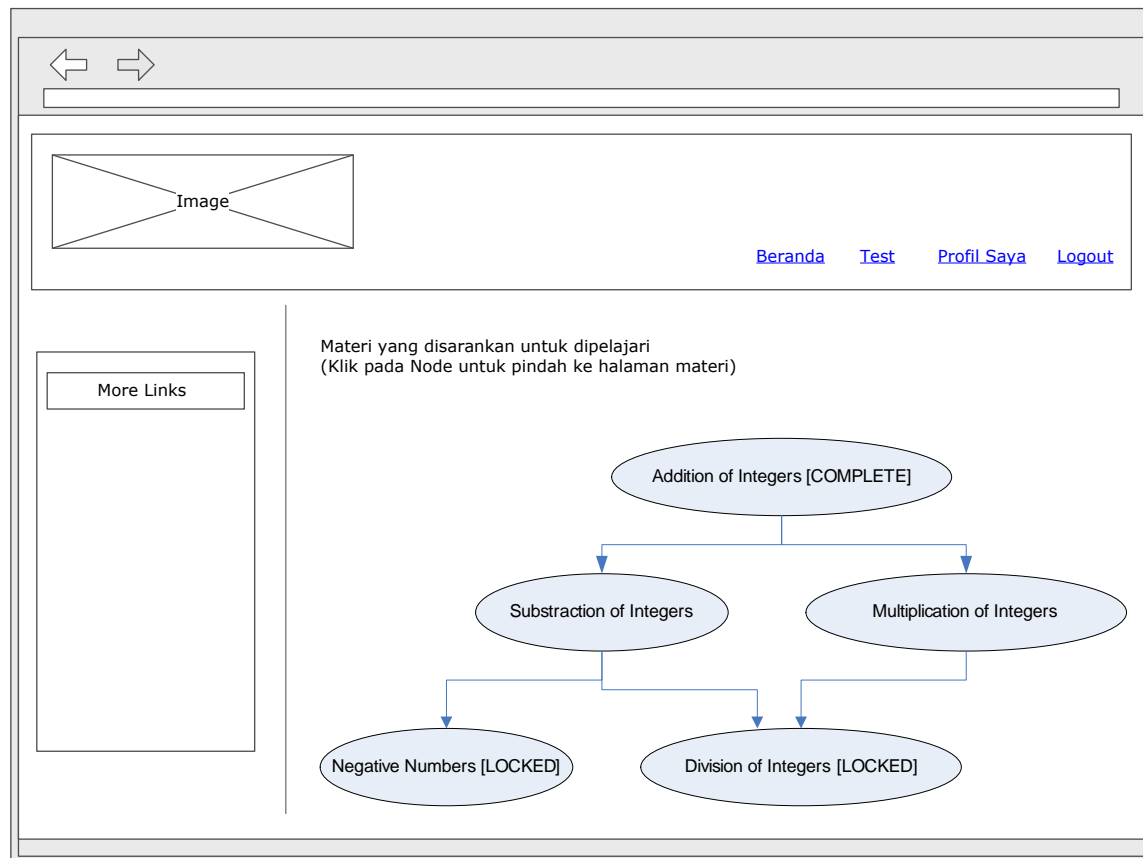 Image
Beranda Test Profil Saya Logout
More Links
Materi yang disarankan untuk dipelajari
(Klik pada Node untuk pindah ke halaman materi)
Addition of Integers [COMPLETE]
Substraction of Integers
Multiplication of Integers
Negative Numbers [LOCKED]
Division of Integers [LOCKED]